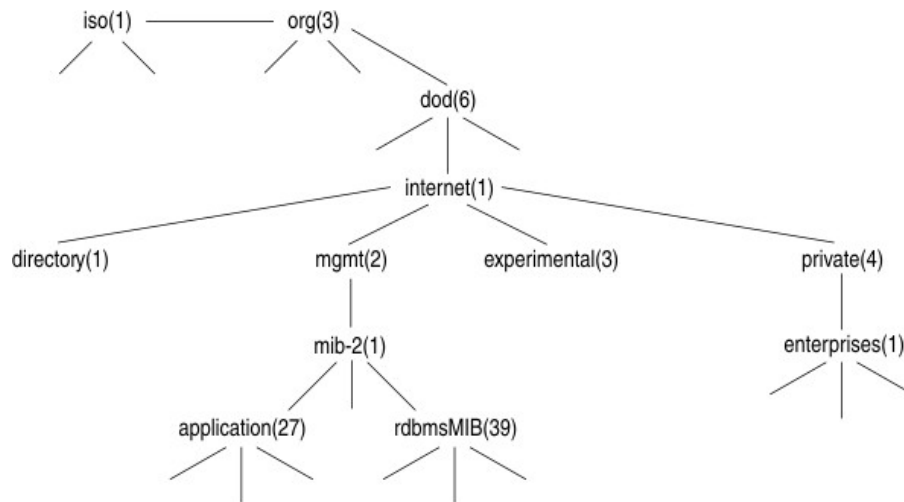 iso(1) org(3)
dod(6)
internet(1)
directory(1) mgmt(2) experimental(3) private(4)
mib-2(1) enterprises(1)
application(27) rdbmsMIB(39)